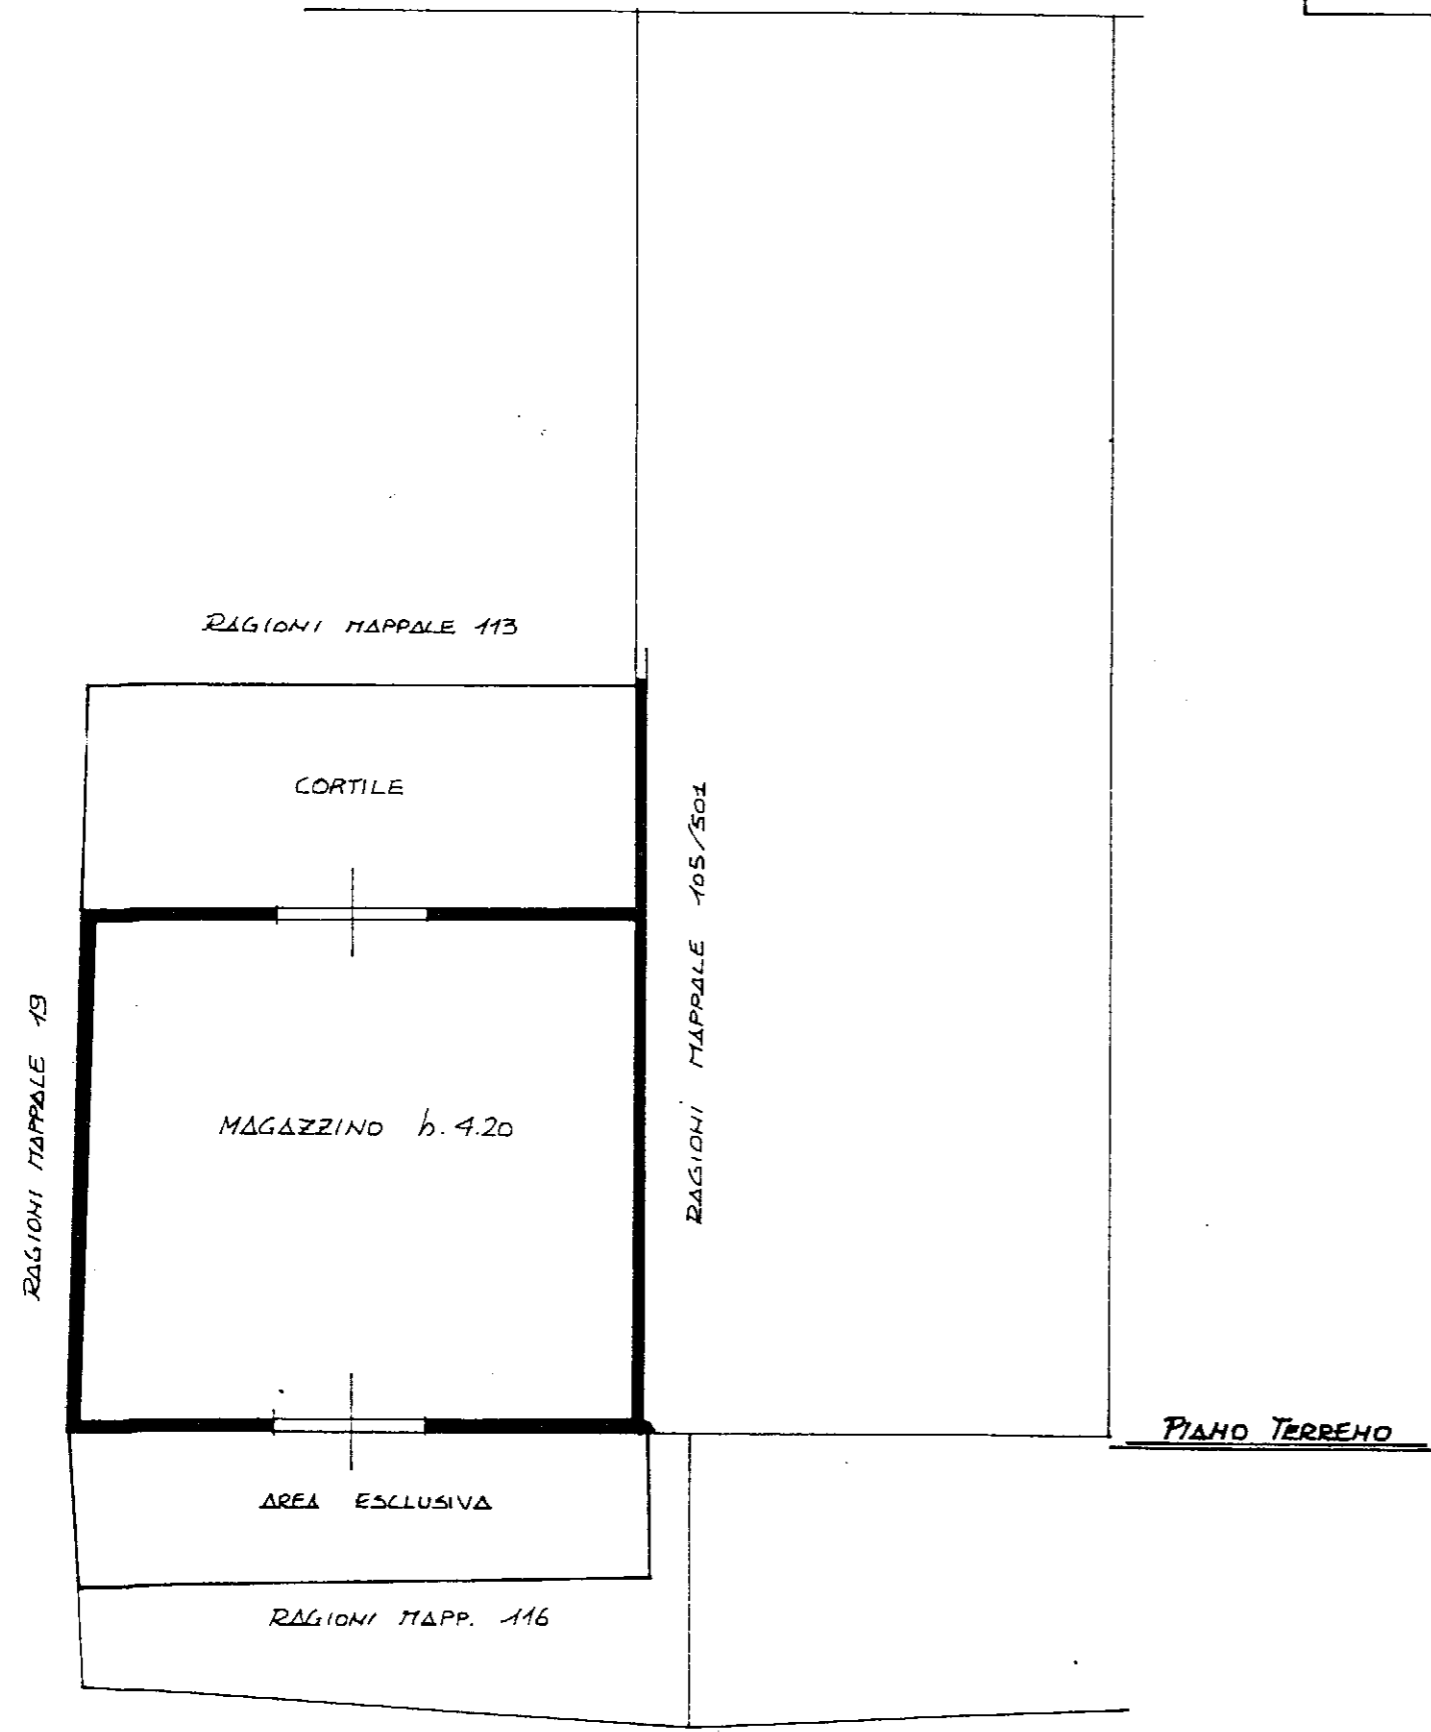 RAGIONI MAPPALE 113
CORTILE
RAGIONI MAPPALE 105/501
RAGIONI MAPPALE 19
MAGAZZINO h. 4.20
PIANO TERRENO
AREA ESCLUSIVA
RAGIONI MAPP. 116